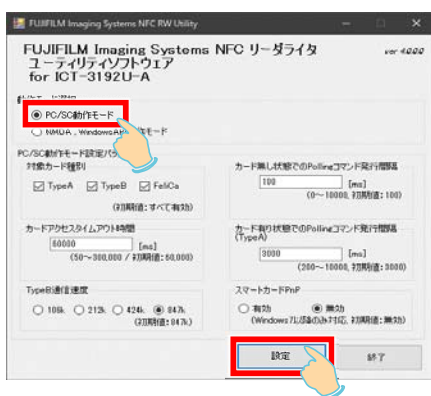 FUJIFILM Imaging Systems NFC RW Utility
FUJIFILM Imaging Systems NFC リーダライタ
ユーティリティソフトウェア
for ICT-3192U-A
ver 4.0.0.0
PC/SC動作モード
PC/SC動作モード設定パラ
対象カード種別
TypeA TypeB FeliCa
(初期値:すべて有効)
カードアクセスタイムアウト時間
60000 [ms]
(50～300,000 / 初期値:60,000)
TypeB通信速度
106k 212k 424k 847k
(初期値:847k)
カード無し状態でのPollingコマンド発行間隔
100 [ms]
(0～10000, 初期値:100)
カード有り状態でのPollingコマンド発行間隔
(TypeA)
3000 [ms]
(200～10000, 初期値:3000)
スマートカードPnP
有効 無効
(Windows 7以降のみ対応, 初期値:無効)
設定
終了